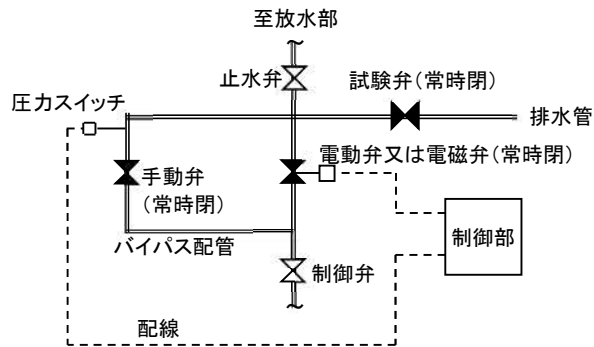 至放水部
止水弁
試験弁（常時閉）
圧力スイッチ
排水管
電動弁又は電磁弁（常時閉）
手動弁
（常時閉）
制御部
バイパス配管
制御弁
配線